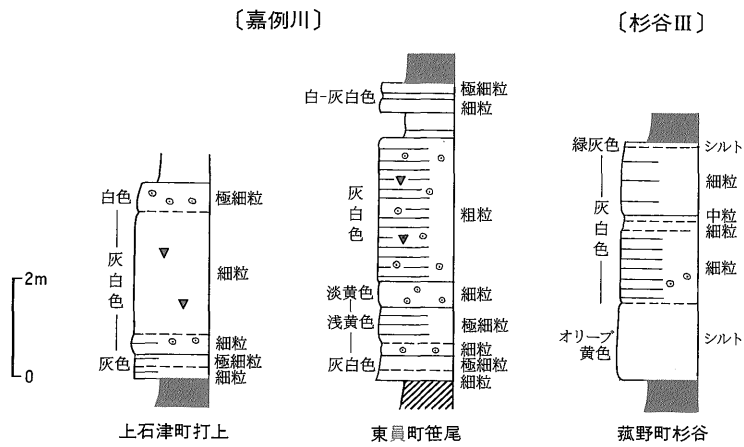 〔嘉例川〕
〔杉谷Ⅲ〕
2m
0
白色
灰白色
灰色
極細粒
細粒
細粒
極細粒
細粒
上石津町打上
白-灰白色
灰白色
淡黄色
浅黄色
灰白色
極細粒
細粒
粗粒
細粒
極細粒
細粒
極細粒
細粒
東員町笹尾
緑灰色
灰白色
オリーブ
黄色
シルト
細粒
中粒
細粒
細粒
シルト
菰野町杉谷